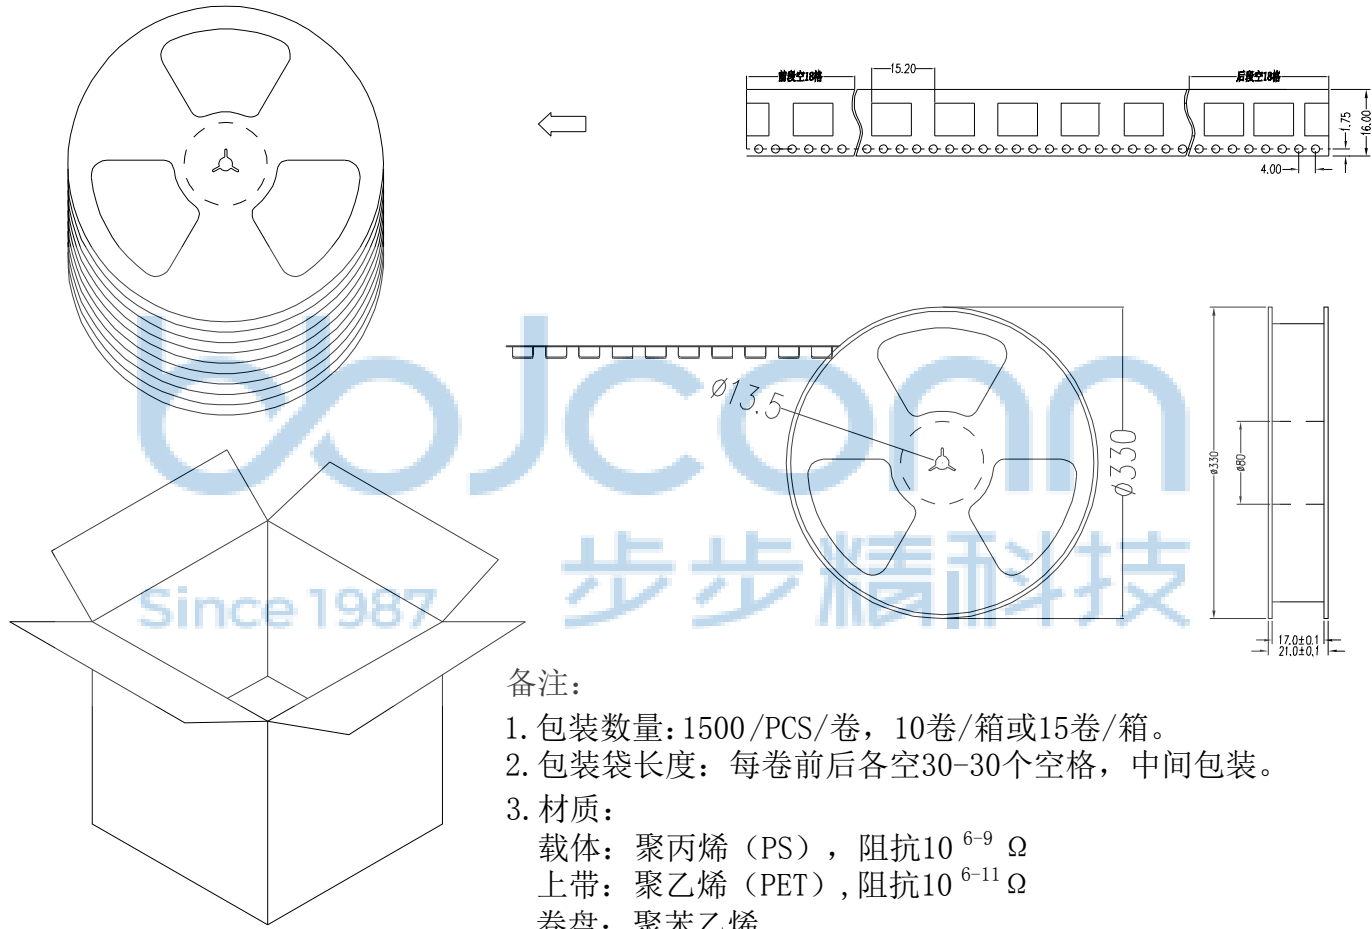 前段空18格
15.20
后段空18格
1.75
16.00
4.00
bbJconn
ø13.5
ø330
ø330
ø80
步步精科技
Since 1987
17.0±0.1
21.0±0.1
备注：
1.包装数量:1500/PCS/卷，10卷/箱或15卷/箱。
2.包装袋长度：每卷前后各空30-30个空格，中间包装。
3.材质：
载体：聚丙烯（PS），阻抗10 6-9 Ω
上带：聚乙烯（PET）,阻抗10 6-11 Ω
卷盘：聚苯乙烯